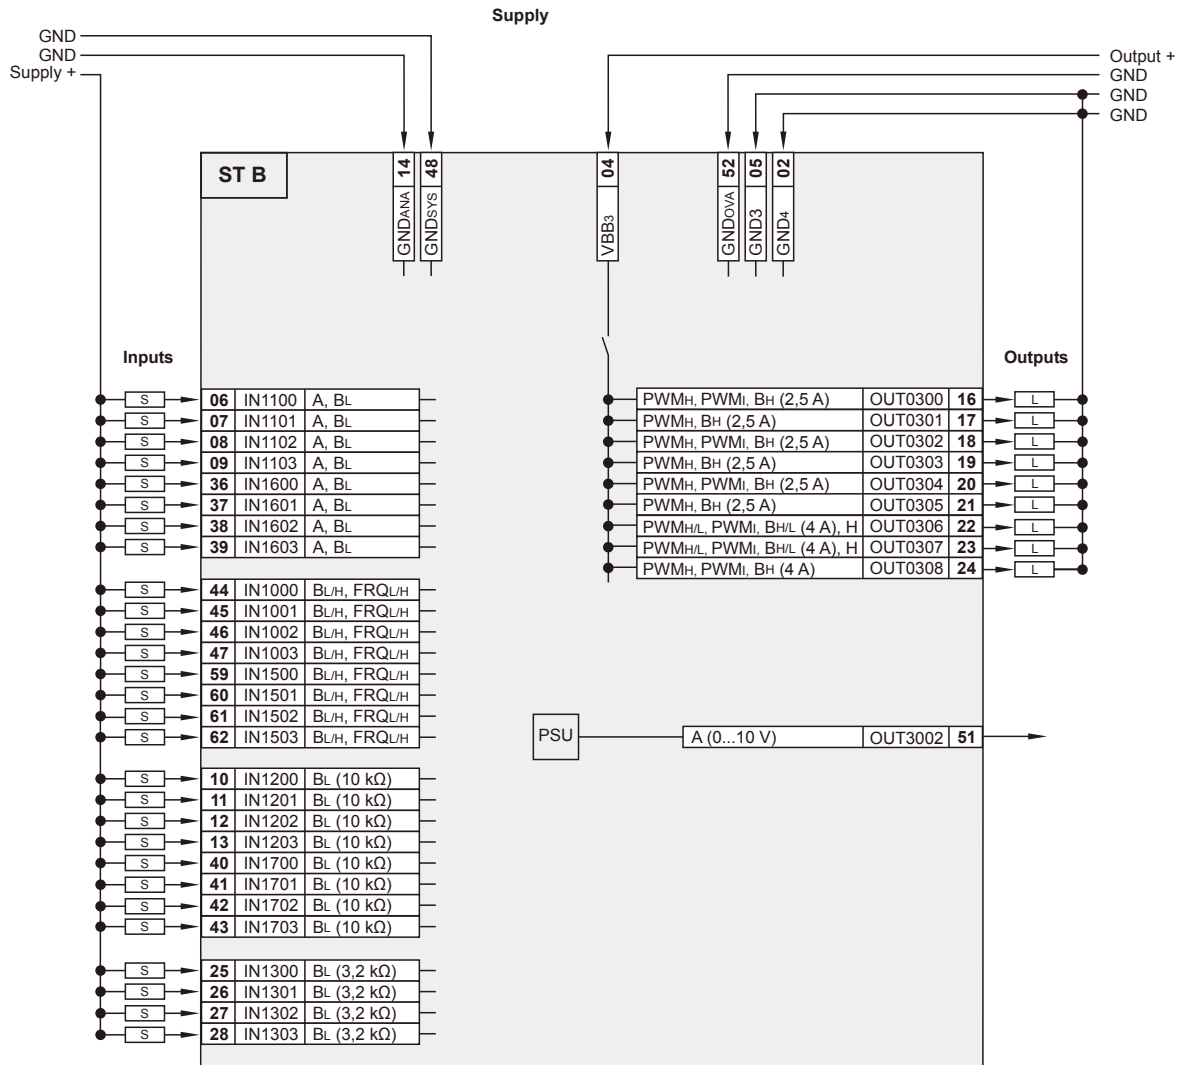 Supply
GND
GND
Supply +
Output +
GND
GND
GND
ST B
14 GNDANA
48 GNDSYS
04 VBB3
52 GNDOVA
05 GND3
02 GND4
Inputs
Outputs
S 06 IN1100 A, BL
S 07 IN1101 A, BL
S 08 IN1102 A, BL
S 09 IN1103 A, BL
S 36 IN1600 A, BL
S 37 IN1601 A, BL
S 38 IN1602 A, BL
S 39 IN1603 A, BL
PWMH, PWMI, BH (2,5 A) OUT0300 16 L
PWMH, BH (2,5 A) OUT0301 17 L
PWMH, PWMI, BH (2,5 A) OUT0302 18 L
PWMH, BH (2,5 A) OUT0303 19 L
PWMH, PWMI, BH (2,5 A) OUT0304 20 L
PWMH, BH (2,5 A) OUT0305 21 L
PWMH/L, PWMI, BH/L (4 A), H OUT0306 22 L
PWMH/L, PWMI, BH/L (4 A), H OUT0307 23 L
PWMH, PWMI, BH (4 A) OUT0308 24 L
S 44 IN1000 BL/H, FRQL/H
S 45 IN1001 BL/H, FRQL/H
S 46 IN1002 BL/H, FRQL/H
S 47 IN1003 BL/H, FRQL/H
S 59 IN1500 BL/H, FRQL/H
S 60 IN1501 BL/H, FRQL/H
S 61 IN1502 BL/H, FRQL/H
S 62 IN1503 BL/H, FRQL/H
PSU A (0...10 V) OUT3002 51
S 10 IN1200 BL (10 kΩ)
S 11 IN1201 BL (10 kΩ)
S 12 IN1202 BL (10 kΩ)
S 13 IN1203 BL (10 kΩ)
S 40 IN1700 BL (10 kΩ)
S 41 IN1701 BL (10 kΩ)
S 42 IN1702 BL (10 kΩ)
S 43 IN1703 BL (10 kΩ)
S 25 IN1300 BL (3,2 kΩ)
S 26 IN1301 BL (3,2 kΩ)
S 27 IN1302 BL (3,2 kΩ)
S 28 IN1303 BL (3,2 kΩ)